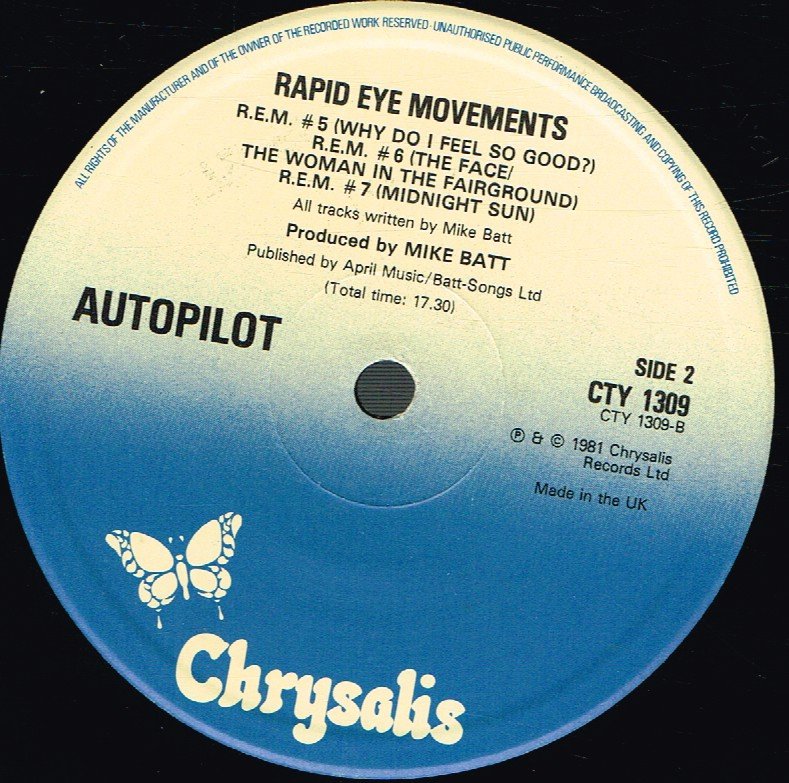 ALL RIGHTS OF THE MANUFACTURER AND OF THE OWNER OF THE RECORDED WORK RESERVED · UNAUTHORISED PUBLIC PERFORMANCE BROADCASTING AND COPYING OF THIS RECORD PROHIBITED
RAPID EYE MOVEMENTS
R.E.M. #5 (WHY DO I FEEL SO GOOD?)
R.E.M. #6 (THE FACE/
THE WOMAN IN THE FAIRGROUND)
R.E.M. #7 (MIDNIGHT SUN)
All tracks written by Mike Batt
Produced by MIKE BATT
Published by April Music/Batt-Songs Ltd
(Total time: 17.30)
AUTOPILOT
SIDE 2
CTY 1309
CTY 1309-B
℗ & © 1981 Chrysalis
Records Ltd
Made in the UK
Chrysalis